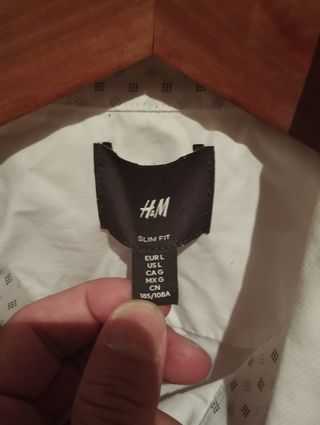 H&M
SLIM FIT
EUR L
US L
CA G
MX G
CN
185/108A